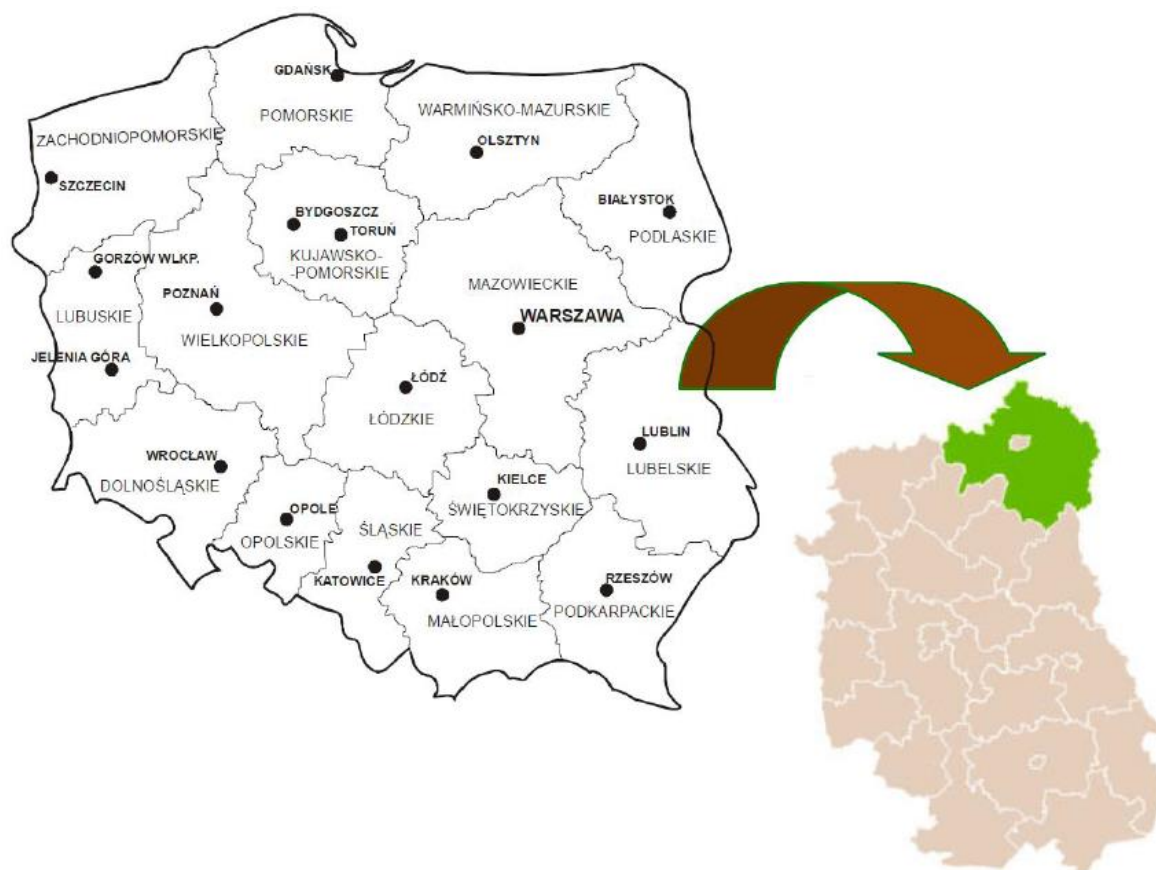 GDAŃSK
POMORSKIE
WARMIŃSKO-MAZURSKIE
OLSZTYN
ZACHODNIOPOMORSKIE
SZCZECIN
BIAŁYSTOK
PODLASKIE
BYDGOSZCZ
TORUŃ
KUJAWSKO-
-POMORSKIE
GORZÓW WLKP.
LUBUSKIE
POZNAŃ
WIELKOPOLSKIE
MAZOWIECKIE
WARSZAWA
JELENIA GÓRA
ŁÓDŹ
ŁÓDZKIE
LUBLIN
LUBELSKIE
WROCŁAW
DOLNOŚLĄSKIE
OPOLE
OPOLSKIE
ŚLĄSKIE
KATOWICE
KIELCE
ŚWIĘTOKRZYSKIE
KRAKÓW
MAŁOPOLSKIE
RZESZÓW
PODKARPACKIE